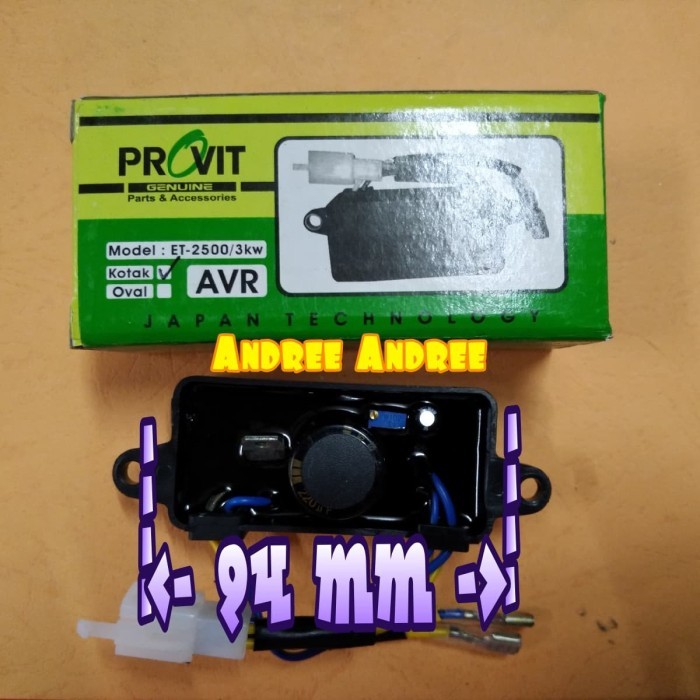 PROVIT
GENUINE
Parts & Accessories
Model : ET-2500/3kw
Kotak
Oval
AVR
JAPAN TECHNOLOGY
Andree Andree
<- 94 mm ->